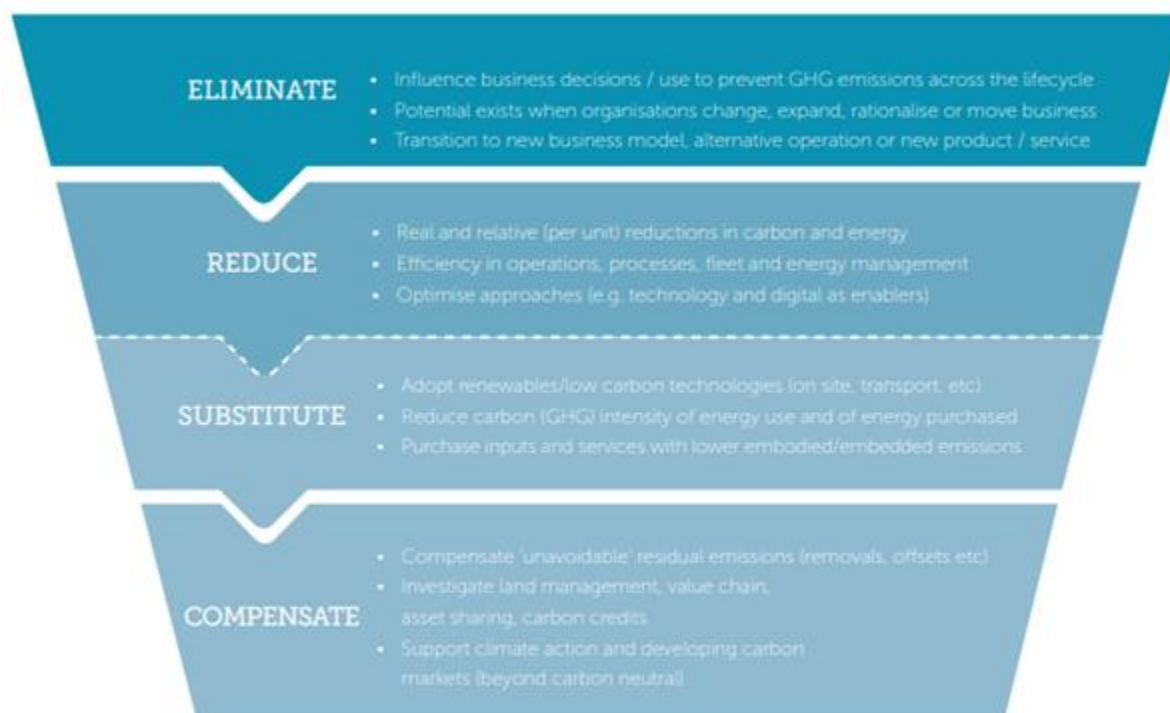 ELIMINATE
• Influence business decisions / use to prevent GHG emissions across the lifecycle
• Potential exists when organisations change, expand, rationalise or move business
• Transition to new business model, alternative operation or new product / service
REDUCE
• Real and relative (per unit) reductions in carbon and energy
• Efficiency in operations, processes, fleet and energy management
• Optimise approaches (e.g. technology and digital as enablers)
SUBSTITUTE
• Adopt renewables/low carbon technologies (on site, transport, etc)
• Reduce carbon (GHG) intensity of energy use and of energy purchased
• Purchase inputs and services with lower embodied/embedded emissions
COMPENSATE
• Compensate 'unavoidable' residual emissions (removals, offsets etc)
• Investigate land management, value chain,
asset sharing, carbon credits
• Support climate action and developing carbon
markets (beyond carbon neutral)